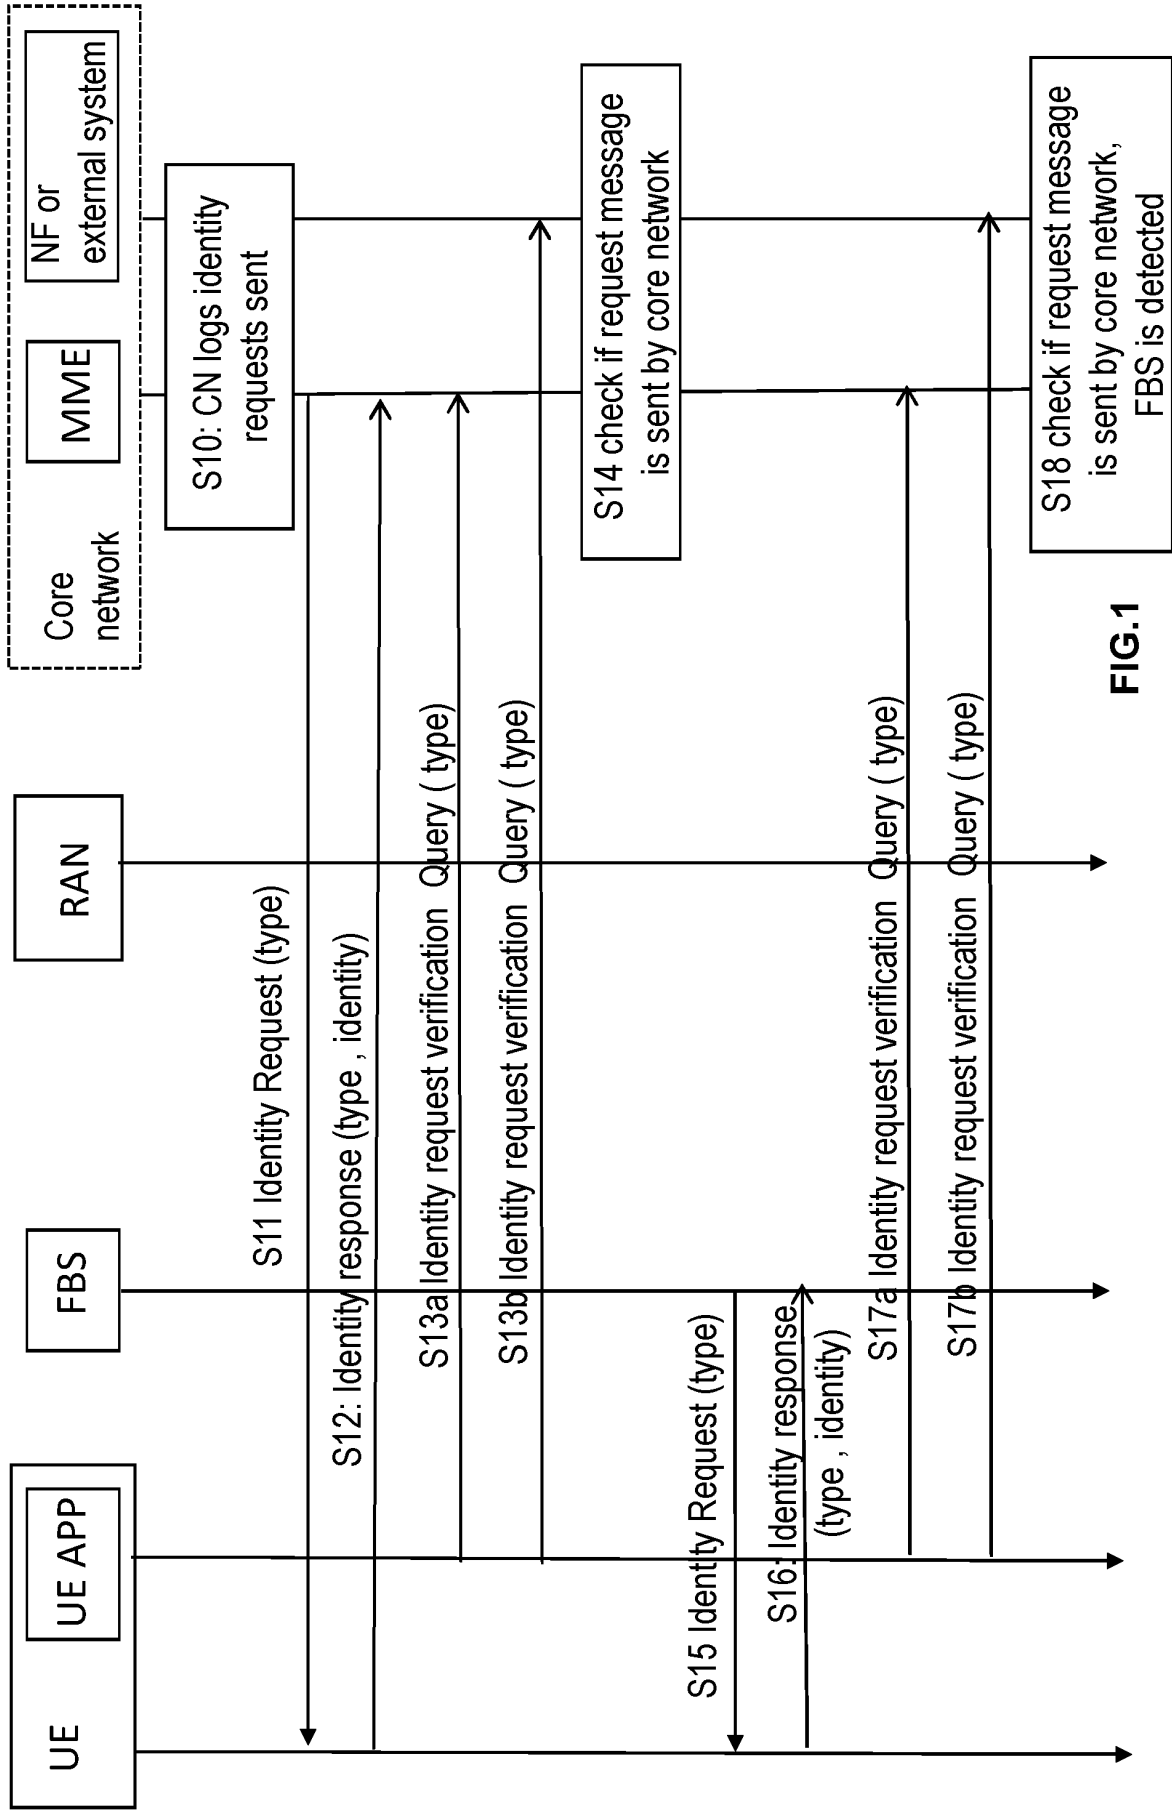 UE
UE APP
FBS
RAN
Core
network
MME
NF or
external system
S10: CN logs identity
requests sent
S11 Identity Request (type)
S12: Identity response (type , identity)
S13a Identity request verification Query ( type)
S13b Identity request verification Query ( type)
S14 check if request message
is sent by core network
S15 Identity Request (type)
S16: Identity response
(type , identity)
S17a Identity request verification Query ( type)
S17b Identity request verification Query ( type)
S18 check if request message
is sent by core network,
FBS is detected
FIG.1